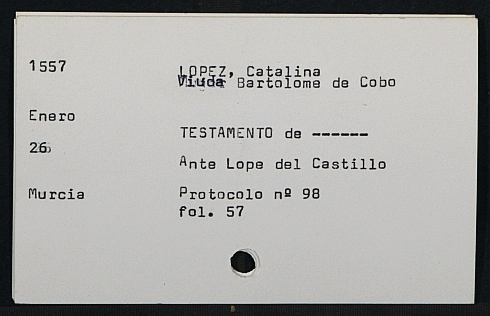 1557
LOPEZ, Catalina
Viuda Bartolome de Cobo
Enero
TESTAMENTO de ------
26
Ante Lope del Castillo
Murcia
Protocolo nº 98
fol. 57